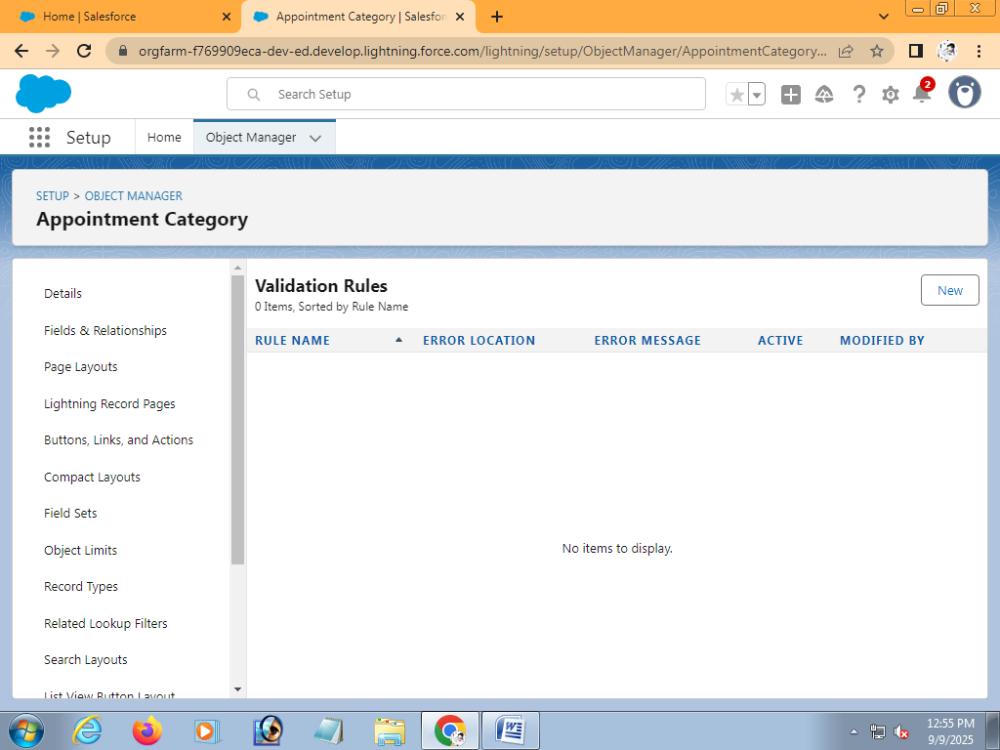 Home | Salesforce
Appointment Category | Salesfor
orgfarm-f769909eca-dev-ed.develop.lightning.force.com/lightning/setup/ObjectManager/AppointmentCategory...
Search Setup
2
Setup
Home
Object Manager
SETUP > OBJECT MANAGER
Appointment Category
Details
Fields & Relationships
Page Layouts
Lightning Record Pages
Buttons, Links, and Actions
Compact Layouts
Field Sets
Object Limits
Record Types
Related Lookup Filters
Search Layouts
List View Button Layout
Validation Rules
0 Items, Sorted by Rule Name
New
RULE NAME ERROR LOCATION ERROR MESSAGE ACTIVE MODIFIED BY
No items to display.
12:55 PM
9/9/2025